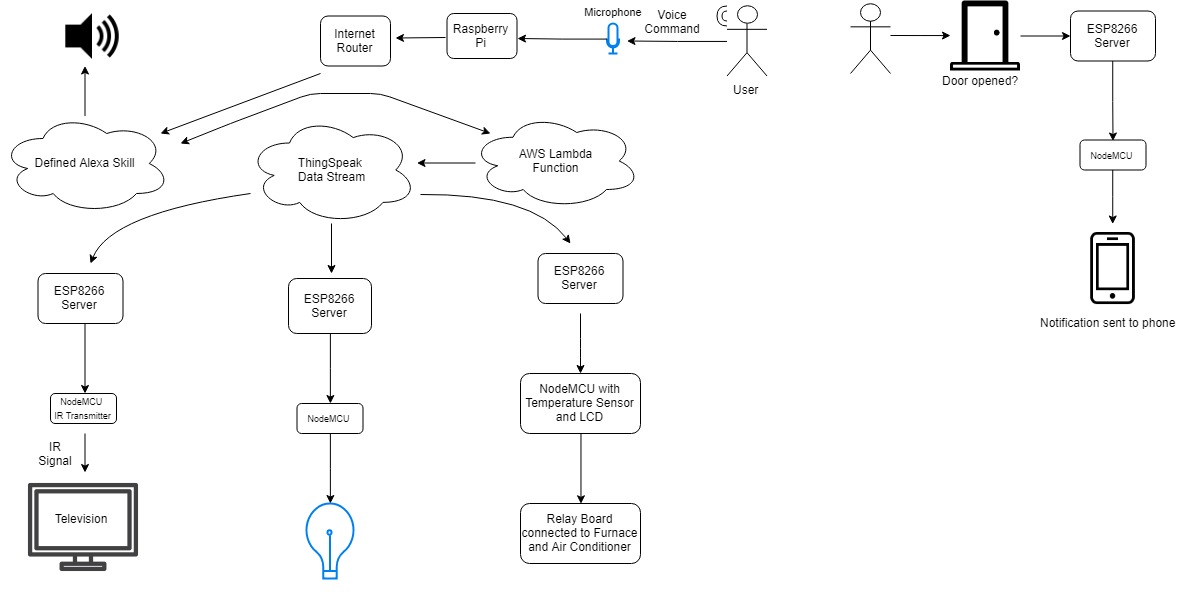 Microphone
Voice
Command
Internet
Router
Raspberry
Pi
User
Door opened?
ESP8266
Server
Defined Alexa Skill
ThingSpeak
Data Stream
AWS Lambda
Function
NodeMCU
Notification sent to phone
ESP8266
Server
ESP8266
Server
ESP8266
Server
NodeMCU
IR Transmitter
NodeMCU
NodeMCU with
Temperature Sensor
and LCD
IR
Signal
Television
Relay Board
connected to Furnace
and Air Conditioner